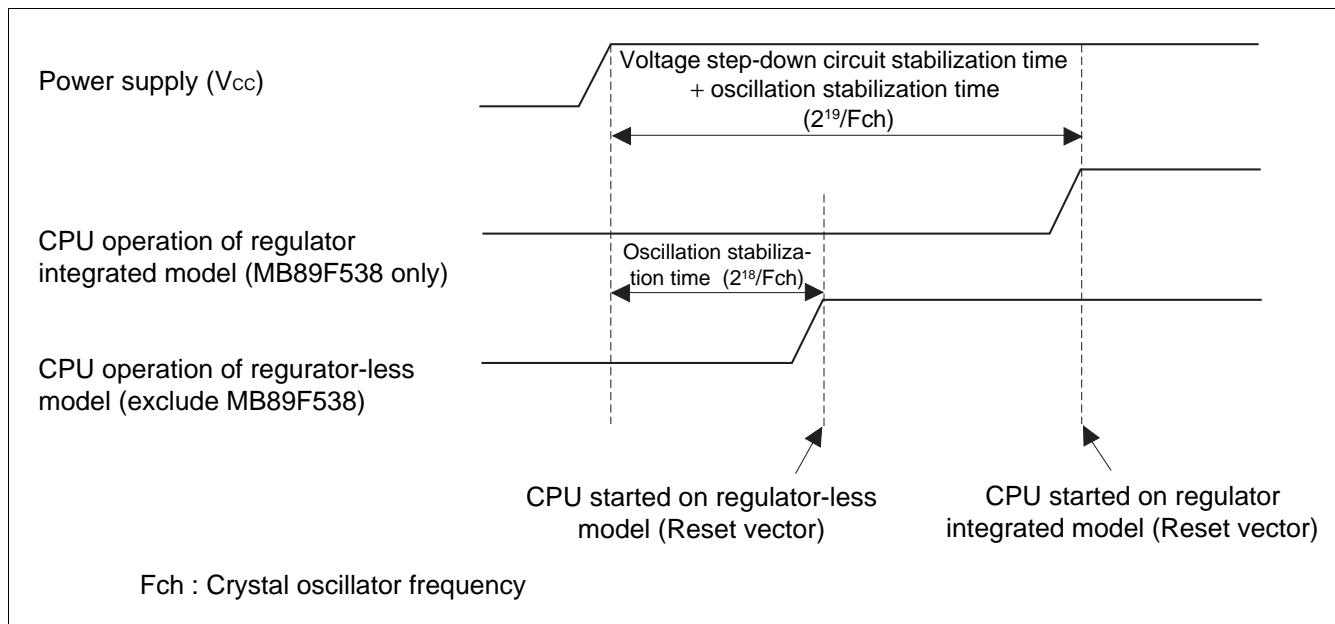 Power supply (Vcc)
Voltage step-down circuit stabilization time
+ oscillation stabilization time
(2¹⁹/Fch)
CPU operation of regulator
integrated model (MB89F538 only)
Oscillation stabiliza-
tion time (2¹⁸/Fch)
CPU operation of regurator-less
model (exclude MB89F538)
CPU started on regulator-less
model (Reset vector)
CPU started on regulator
integrated model (Reset vector)
Fch : Crystal oscillator frequency